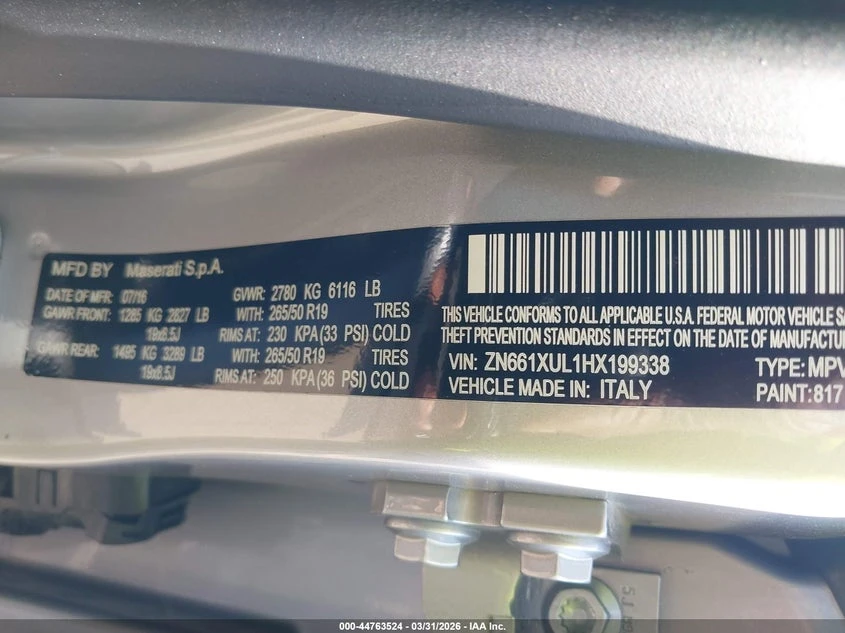 MFD BY Maserati S.p.A.
DATE OF MFR: 07/16 GVWR: 2780 KG 6116 LB
GAWR FRONT: 1285 KG 2827 LB WITH: 265/50 R19 TIRES
19x8.5J RIMS AT: 230 KPA (33 PSI) COLD
GAWR REAR: 1495 KG 3289 LB WITH: 265/50 R19 TIRES
19x8.5J RIMS AT: 250 KPA (36 PSI) COLD
THIS VEHICLE CONFORMS TO ALL APPLICABLE U.S.A. FEDERAL MOTOR VEHICLE SA
THEFT PREVENTION STANDARDS IN EFFECT ON THE DATE OF MANUFACTUR
VIN: ZN661XUL1HX199338 TYPE: MPV
VEHICLE MADE IN: ITALY PAINT: 817
000-44763524 - 03/31/2026 - IAA Inc.